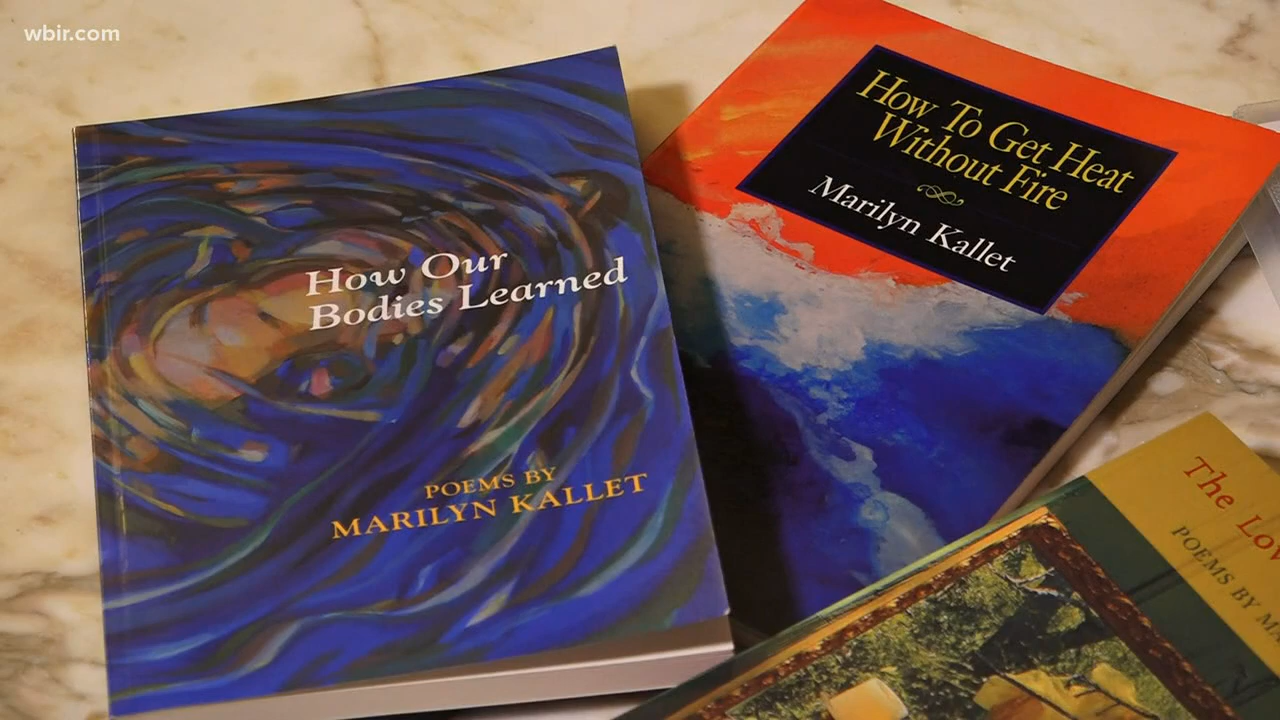 wbir.com
How Our
Bodies Learned
POEMS BY
MARILYN KALLET
How To Get Heat
Without Fire
Marilyn Kallet
The
POEMS BY